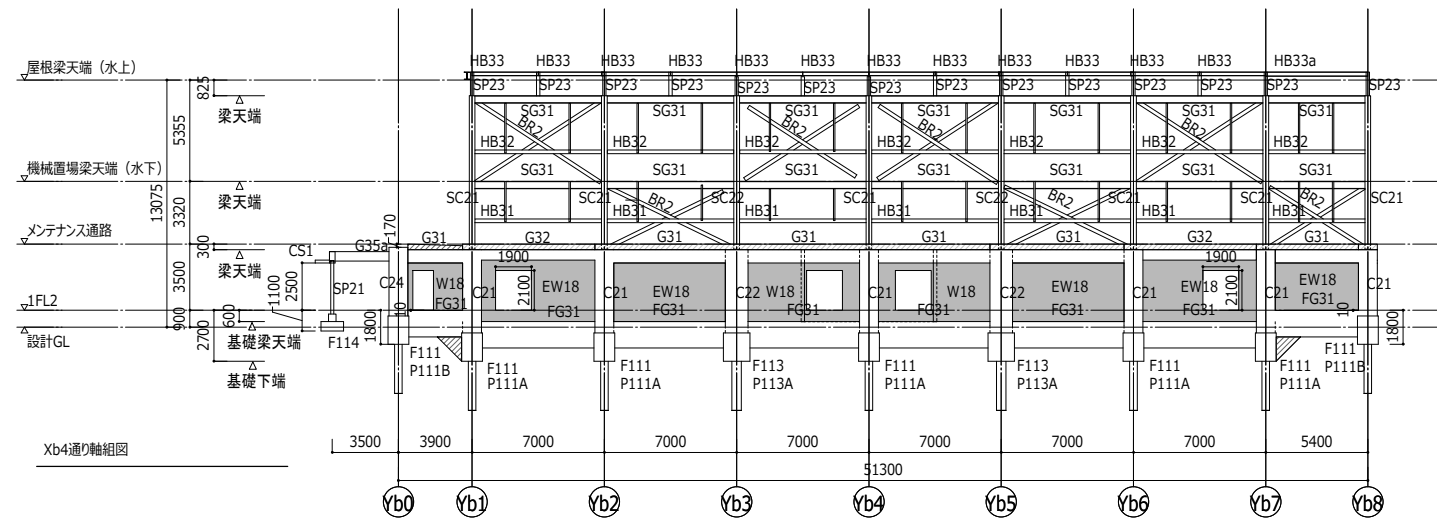 HB33 HB33 HB33 HB33 HB33 HB33 HB33 HB33 HB33 HB33 HB33 HB33 HB33a
屋根梁天端（水上）
SP23 SP23 SP23 SP23 SP23 SP23 SP23 SP23 SP23 SP23 SP23 SP23 SP23 SP23
825
梁天端
SG31 SG31 SG31 SG31 SG31 SG31 SG31
BR2 BR2 BR2 BR2
5355
HB32 HB32 HB32 HB32 HB32 HB32 HB32
機械置場梁天端（水下）
SG31 SG31 SG31 SG31 SG31 SG31 SG31
13075
梁天端
3320
SC21 SC21 SC22 SC21 SC22 SC21 SC21 SC21
BR2 BR2 BR2
HB31 HB31 HB31 HB31 HB31 HB31 HB31
メンテナンス通路
170
G31 G32 G31 G31 G31 G31 G32 G31
300
CS1 G35a
梁天端
1900 1900
3500
1100
2500
SP21
C24 W18 C21 EW18 C21 EW18 C22 W18 C21 W18 C22 EW18 C21 EW18 C21 EW18 C21
2100 2100
FG31 FG31 FG31 FG31 FG31 FG31 FG31 FG31
1FL2
10 10
900
600
1800 1800
設計GL
基礎梁天端
2700
F114
基礎下端
F111 F111 F111 F113 F111 F113 F111 F111 F111
P111B P111A P111A P113A P111A P113A P111A P111A P111B
Xb4通り軸組図
3500 3900 7000 7000 7000 7000 7000 7000 5400
51300
Yb0 Yb1 Yb2 Yb3 Yb4 Yb5 Yb6 Yb7 Yb8